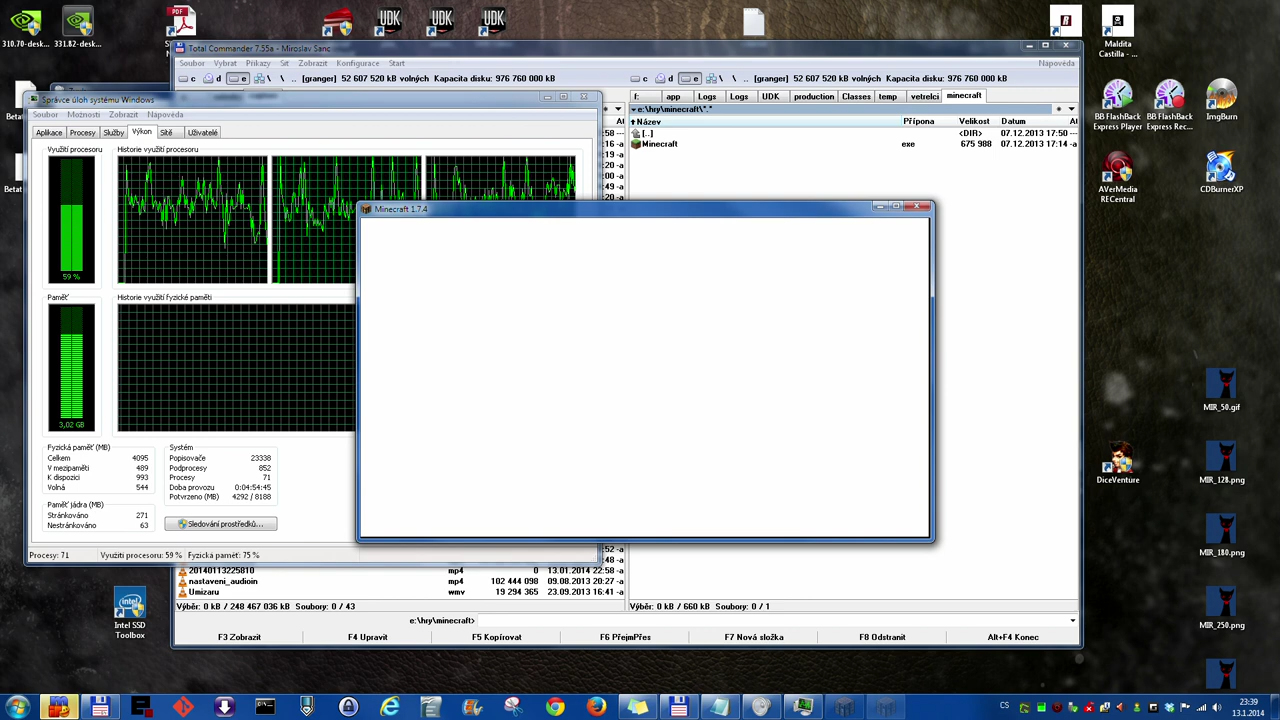 310.70-desk...
331.82-desk...
UDK
UDK
UDK
Maldita
Castilla - ...
BB FlashBack
Express Player
BB FlashBack
Express Rec...
ImgBurn
AVerMedia
RECentral
CDBurnerXP
MIR_50.gif
DiceVenture
MIR_128.png
MIR_180.png
MIR_250.png
Intel SSD
Toolbox
Total Commander 7.55a - Miroslav Sanc
Soubor Vybrat Příkazy Síť Zobrazit Konfigurace Start Nápověda
c d e \ .. [granger] 52 607 520 kB volných Kapacita disku: 976 760 000 kB
c d e \ .. [granger] 52 607 520 kB volných Kapacita disku: 976 760 000 kB
f: app Logs Logs UDK production Classes temp vetrelci minecraft
e:\hry\minecraft\*.*
Název Přípona Velikost Datum
[..] <DIR> 07.12.2013 17:50
Minecraft exe 675 988 07.12.2013 17:14 -a
20140113225810 mp4 0 13.01.2014 22:58 -a
nastaveni_audioin mp4 102 444 098 09.08.2013 20:27 -a
Umizaru wmv 19 294 365 23.09.2013 16:41 -a
Výběr: 0 kB / 248 467 036 kB Soubory: 0 / 43
Výběr: 0 kB / 660 kB Soubory: 0 / 1
e:\hry\minecraft>
F3 Zobrazit F4 Upravit F5 Kopírovat F6 PřejmPřes F7 Nová složka F8 Odstranit Alt+F4 Konec
Správce úloh systému Windows
Soubor Možnosti Zobrazit Nápověda
Aplikace Procesy Služby Výkon Sítě Uživatelé
Využití procesoru Historie využití procesoru
59 %
Paměť Historie využití fyzické paměti
3,02 GB
Fyzická paměť (MB)
Celkem 4095
V mezipaměti 489
K dispozici 993
Volná 544
Paměť jádra (MB)
Stránkováno 271
Nestránkováno 63
Systém
Popisovače 23338
Podprocesy 852
Procesy 71
Doba provozu 0:04:54:45
Potvrzeno (MB) 4292 / 8188
Sledování prostředků...
Procesy: 71 Využití procesoru: 59 % Fyzická paměť: 75 %
Minecraft 1.7.4
CS
23:39
13.1.2014